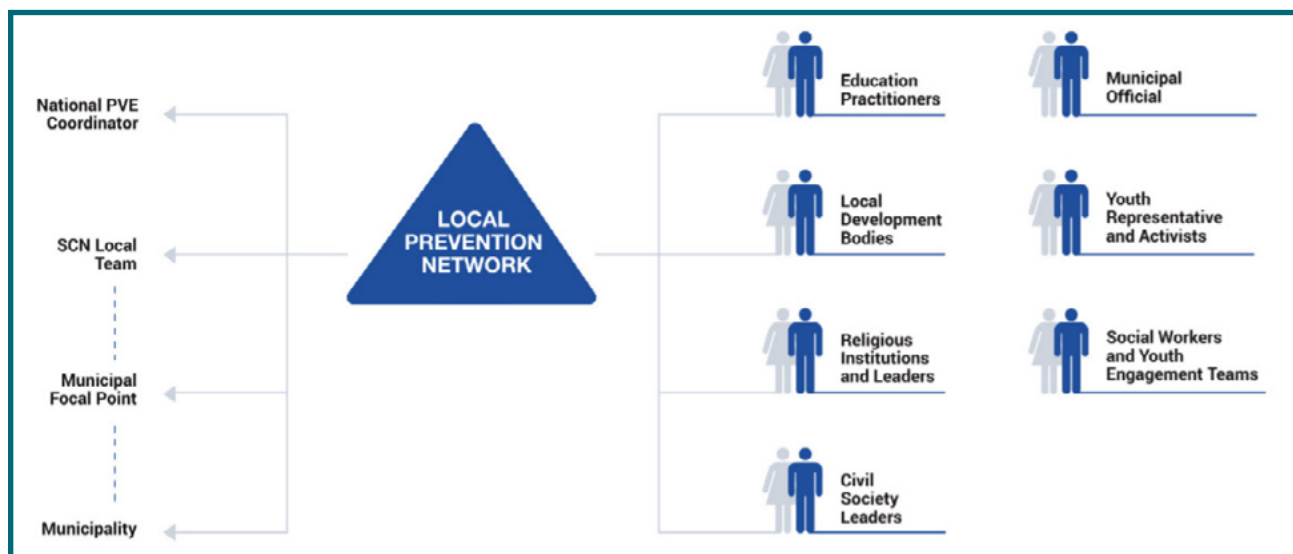 National PVE
Coordinator
SCN Local
Team
Municipal
Focal Point
Municipality
LOCAL
PREVENTION
NETWORK
Education
Practitioners
Local
Development
Bodies
Religious
Institutions
and Leaders
Civil
Society
Leaders
Municipal
Official
Youth
Representative
and Activists
Social Workers
and Youth
Engagement Teams